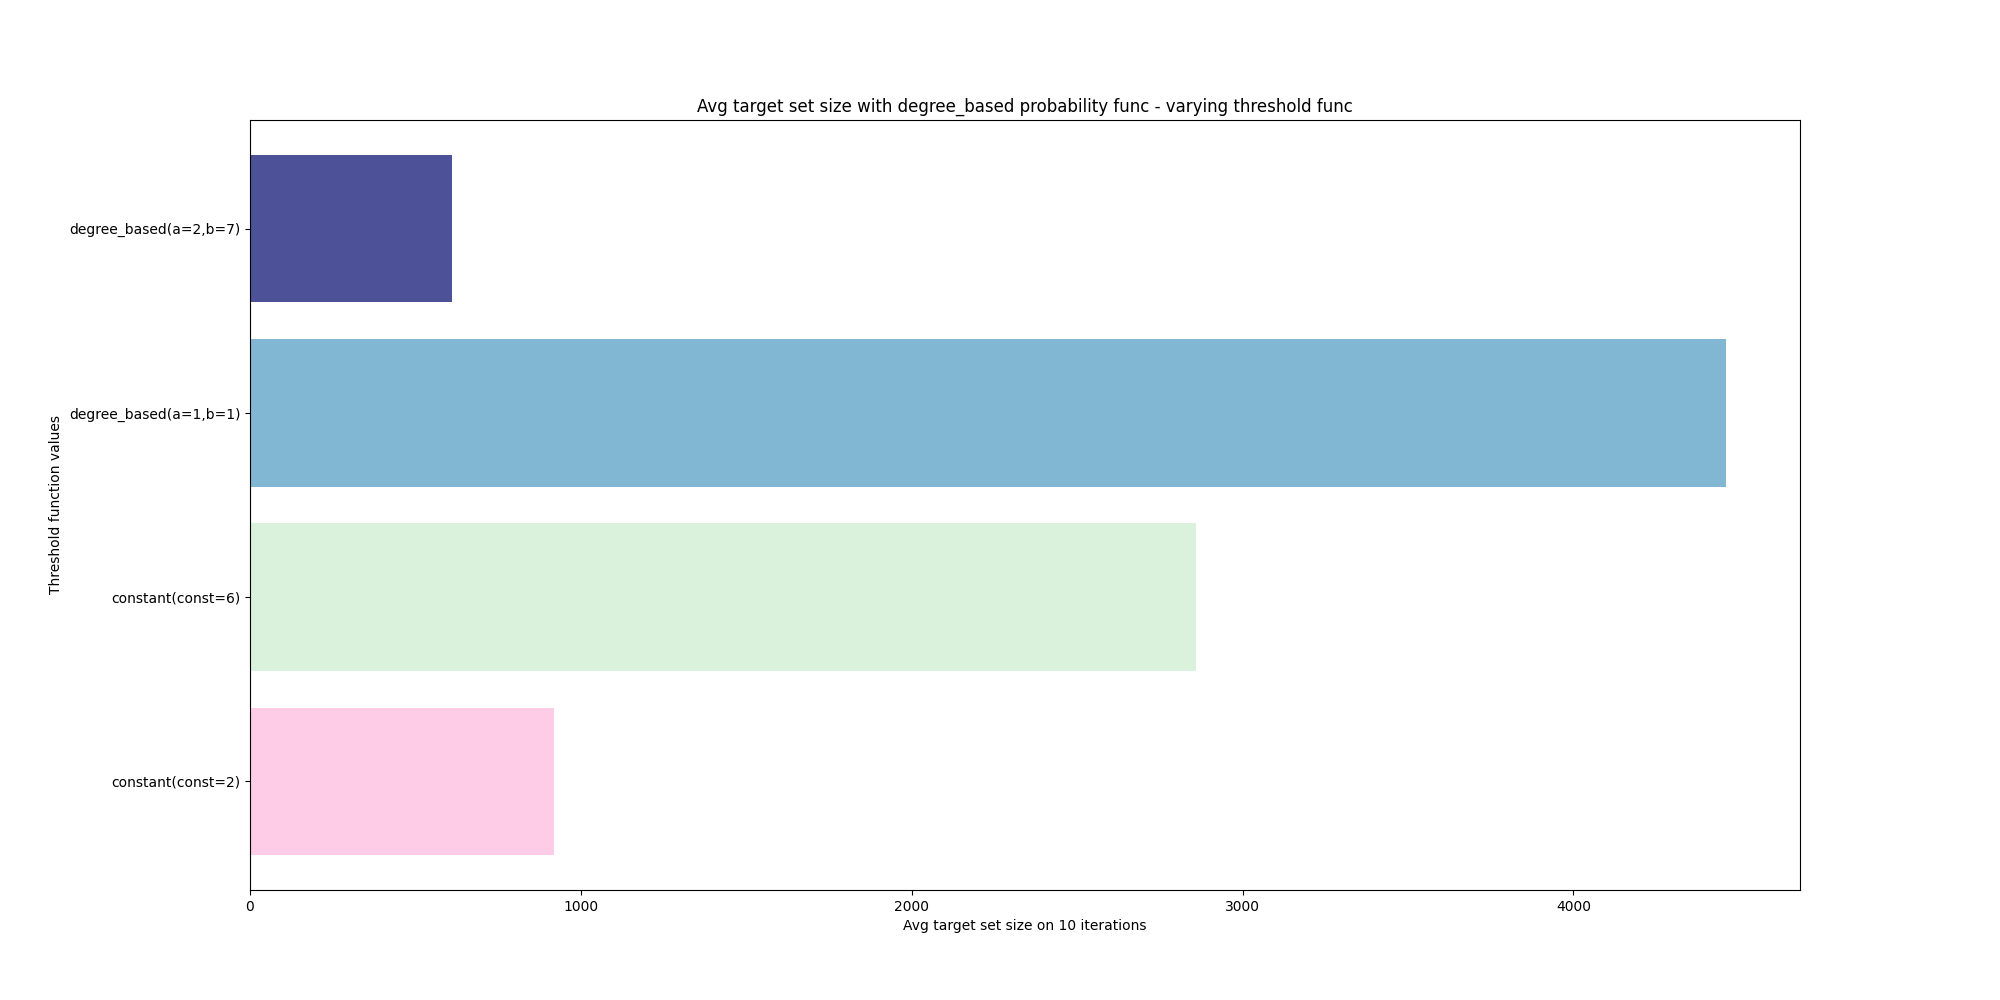 Avg target set size with degree_based probability func - varying threshold func
degree_based(a=2,b=7)
degree_based(a=1,b=1)
constant(const=6)
constant(const=2)
Threshold function values
0 1000 2000 3000 4000
Avg target set size on 10 iterations